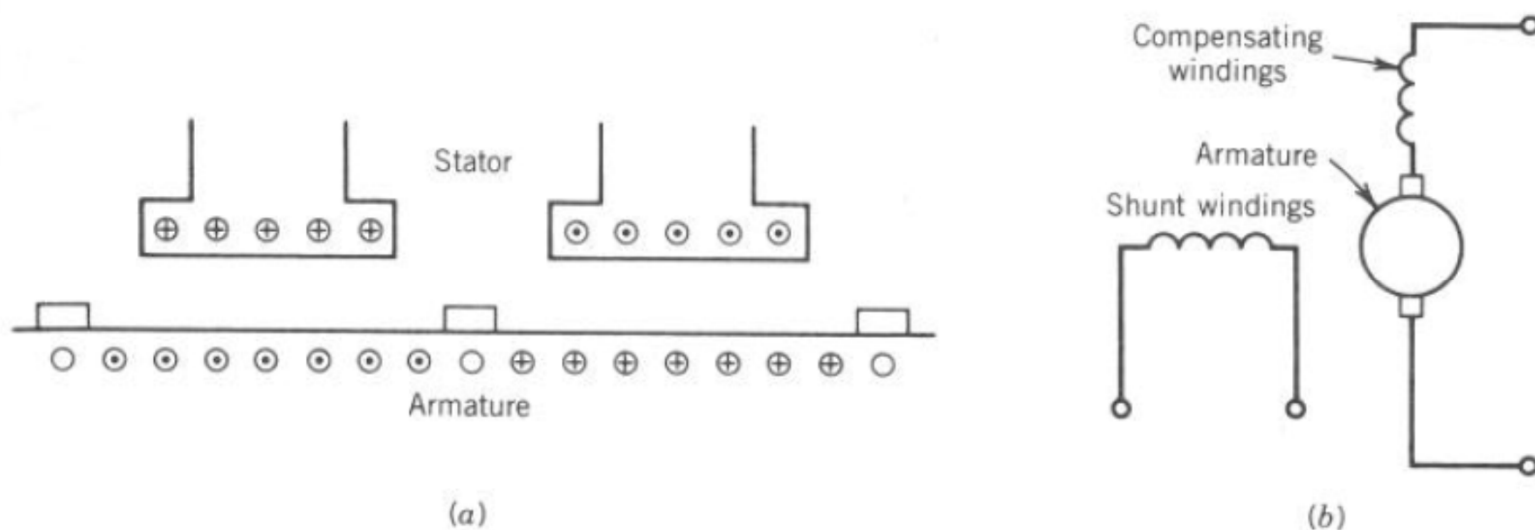 Stator
Armature
(a)
Compensating
windings
Armature
Shunt windings
(b)